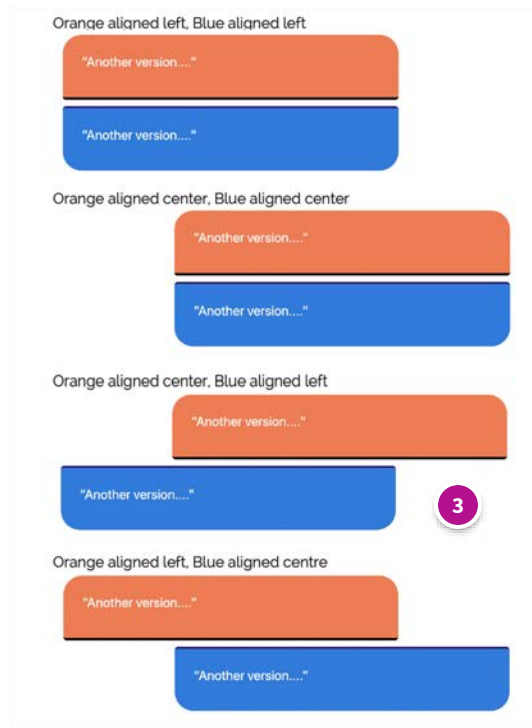 Orange aligned left, Blue aligned left
"Another version...."
"Another version...."
Orange aligned center, Blue aligned center
"Another version...."
"Another version...."
Orange aligned center, Blue aligned left
"Another version...."
"Another version...."
3
Orange aligned left, Blue aligned centre
"Another version...."
"Another version...."